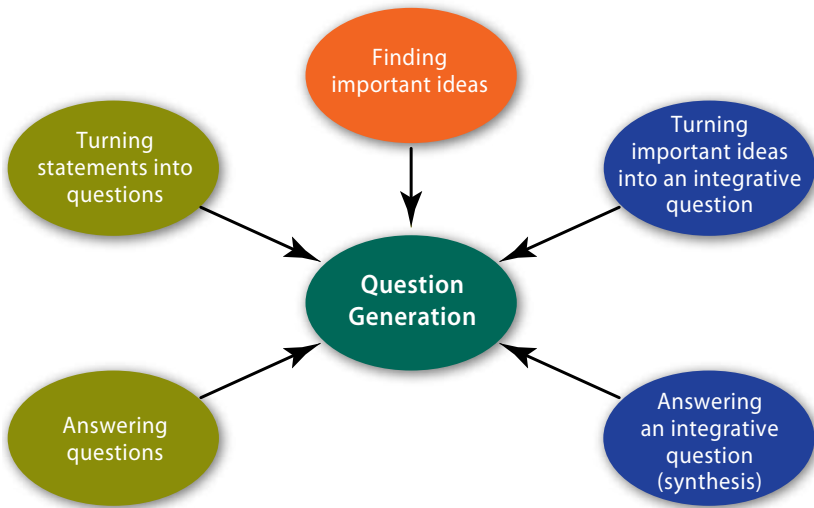 Finding
important ideas
Turning
statements into
questions
Turning
important ideas
into an integrative
question
Question
Generation
Answering
questions
Answering
an integrative
question
(synthesis)